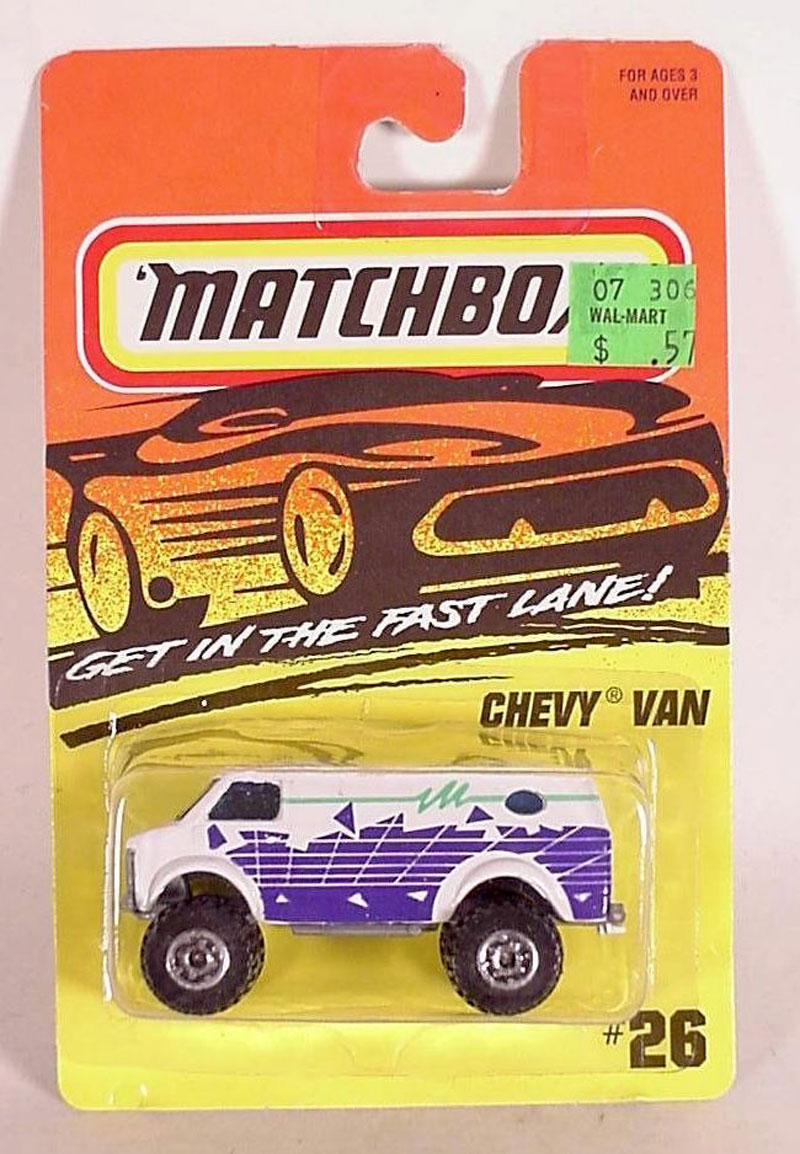 FOR AGES 3
AND OVER
MATCHBO
07 306
WAL-MART
$ .57
GET IN THE FAST LANE!
CHEVY® VAN
#26